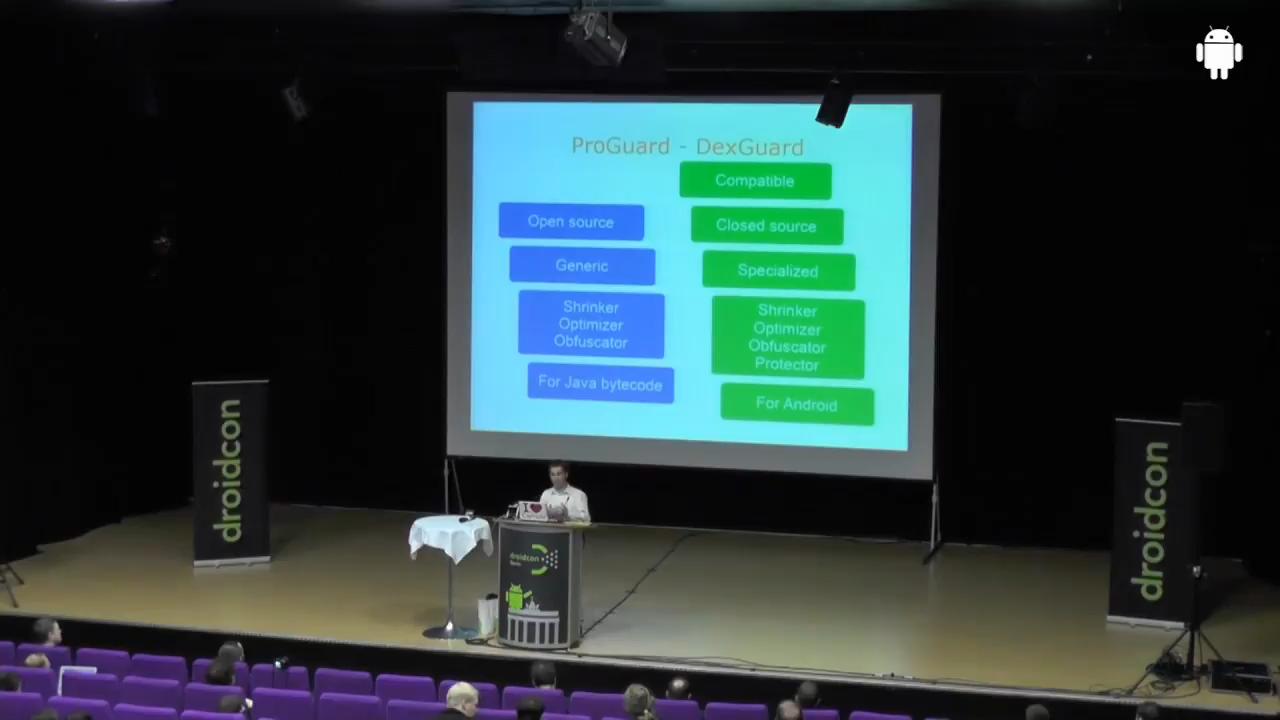 ProGuard - DexGuard
Compatible
Open source
Closed source
Generic
Specialized
Shrinker
Optimizer
Obfuscator
Shrinker
Optimizer
Obfuscator
Protector
For Java bytecode
For Android
droidcon
droidcon
I
droidcon